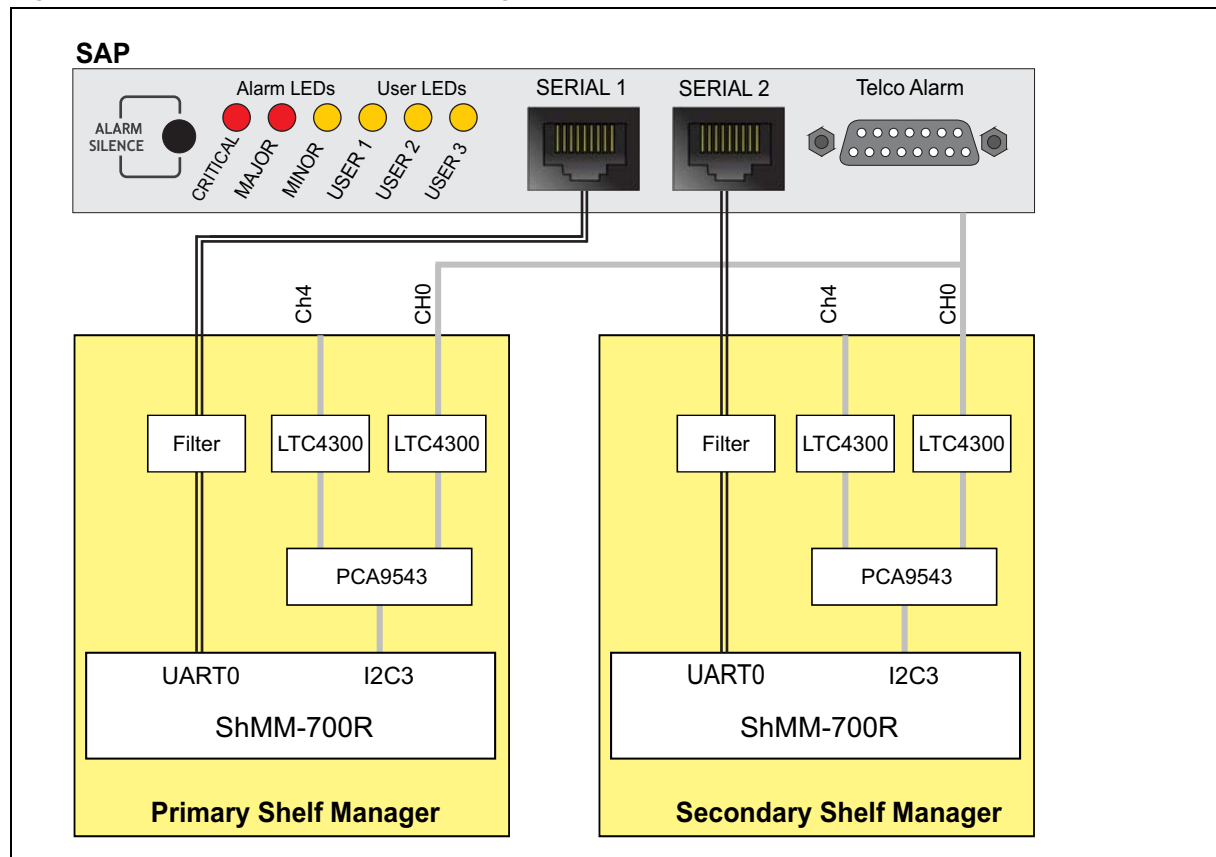 SAP
Alarm LEDs
User LEDs
SERIAL 1
SERIAL 2
Telco Alarm
ALARM
SILENCE
CRITICAL
MAJOR
MINOR
USER 1
USER 2
USER 3
Ch4
CH0
Ch4
CH0
Filter
LTC4300
LTC4300
Filter
LTC4300
LTC4300
PCA9543
PCA9543
UART0
I2C3
UART0
I2C3
ShMM-700R
ShMM-700R
Primary Shelf Manager
Secondary Shelf Manager